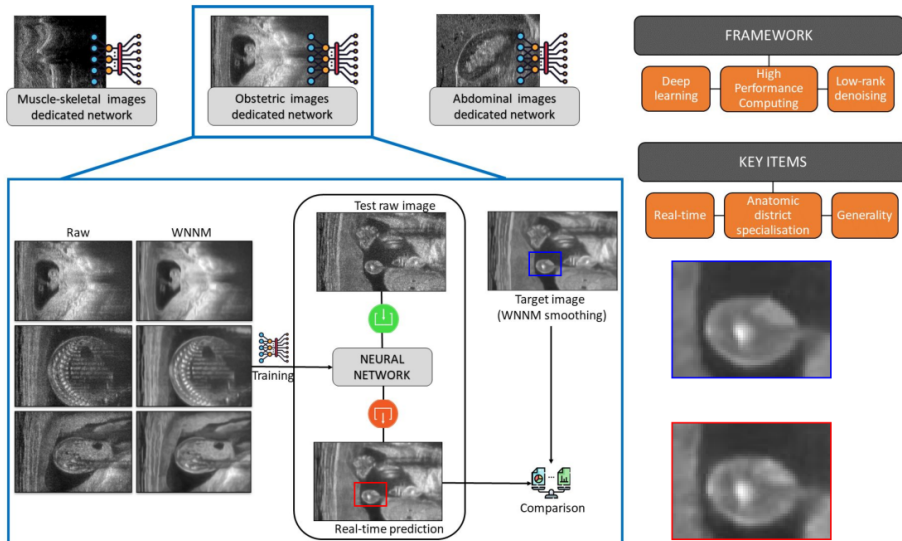 Muscle-skeletal images
dedicated network
Obstetric images
dedicated network
Abdominal images
dedicated network
FRAMEWORK
Deep
learning
High
Performance
Computing
Low-rank
denoising
KEY ITEMS
Real-time
Anatomic
district
specialisation
Generality
Raw
WNNM
Training
Test raw image
NEURAL
NETWORK
Real-time prediction
Target image
(WNNM smoothing)
Comparison